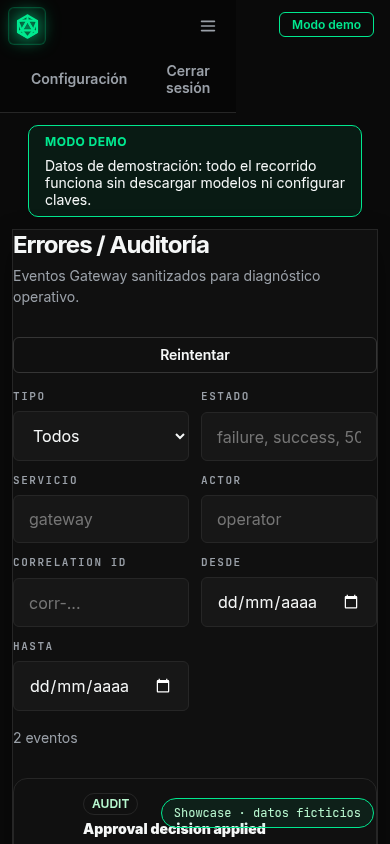 Modo demo
Configuración
Cerrar
sesión
MODO DEMO
Datos de demostración: todo el recorrido
funciona sin descargar modelos ni configurar
claves.
Errores / Auditoría
Eventos Gateway sanitizados para diagnóstico
operativo.
Reintentar
TIPO
ESTADO
Todos
failure, success, 50
SERVICIO
ACTOR
gateway
operator
CORRELATION ID
DESDE
corr-...
dd/mm/aaaa
HASTA
dd/mm/aaaa
2 eventos
AUDIT
Showcase · datos ficticios
Approval decision applied